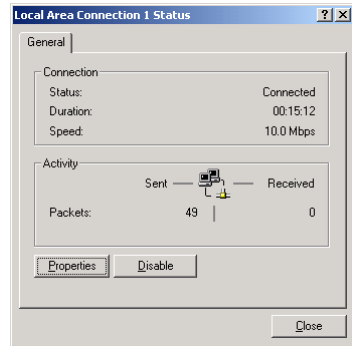 Local Area Connection 1 Status
General
Connection
Status: Connected
Duration: 00:15:12
Speed: 10.0 Mbps
Activity
Sent Received
Packets: 49 0
Properties Disable
Close